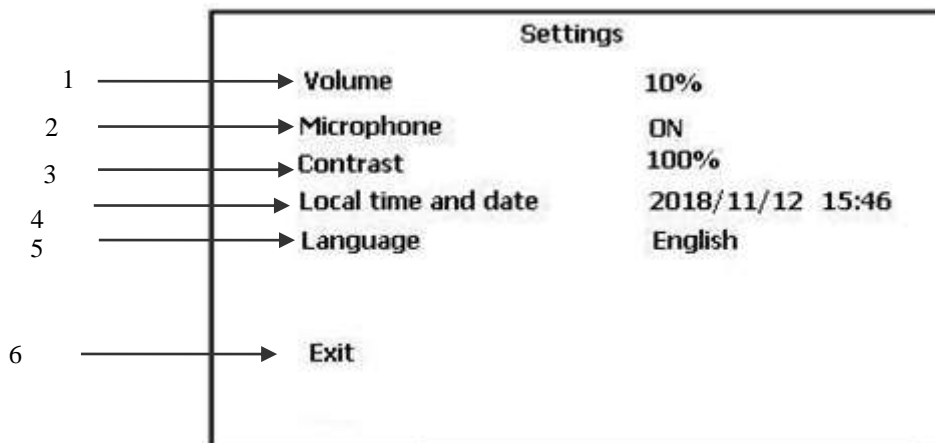 Settings
1 Volume 10%
2 Microphone ON
3 Contrast 100%
4 Local time and date 2018/11/12 15:46
5 Language English
6 Exit